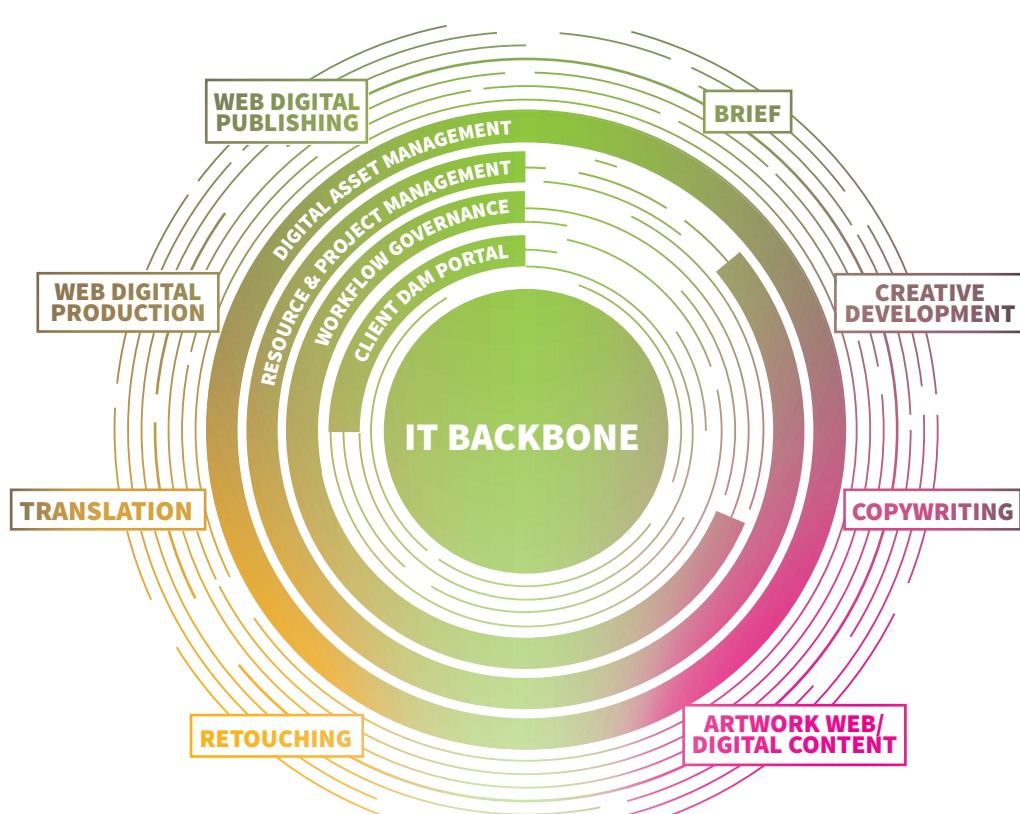 WEB DIGITAL
PUBLISHING
BRIEF
DIGITAL ASSET MANAGEMENT
RESOURCE & PROJECT MANAGEMENT
WORKFLOW GOVERNANCE
CLIENT DAM PORTAL
WEB DIGITAL
PRODUCTION
CREATIVE
DEVELOPMENT
IT BACKBONE
TRANSLATION
COPYWRITING
RETOUCHING
ARTWORK WEB/
DIGITAL CONTENT